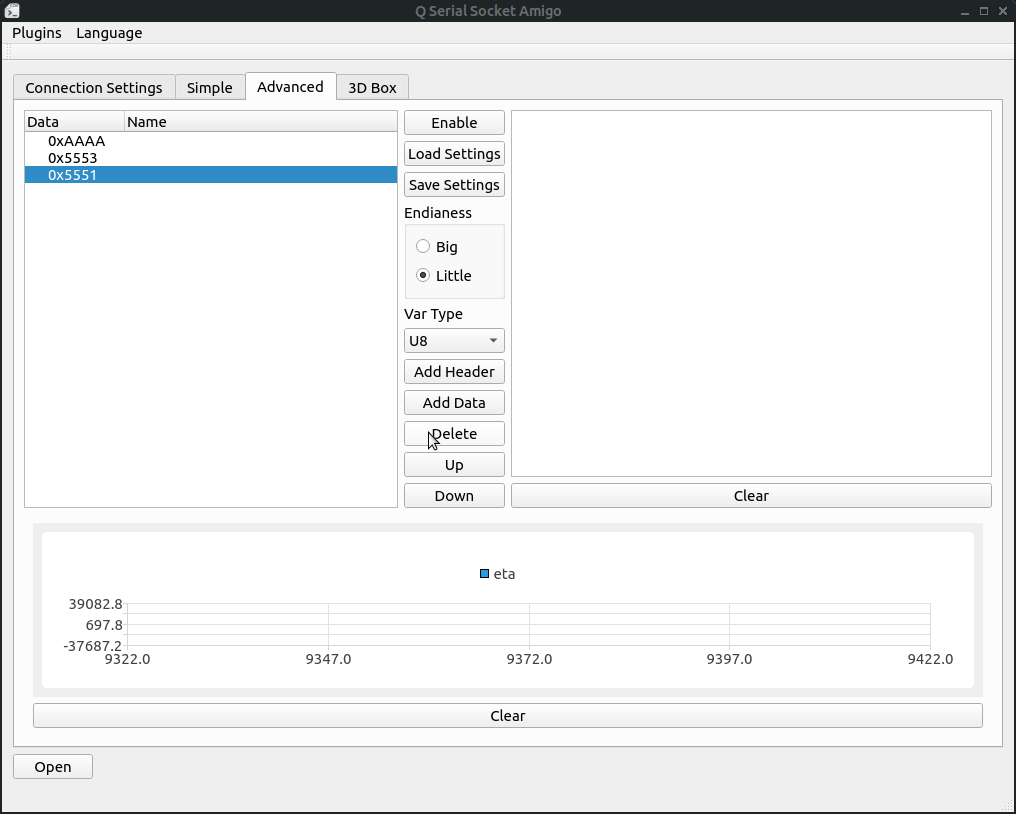 Q Serial Socket Amigo
Plugins Language
Connection Settings Simple Advanced 3D Box
Data Name
0xAAAA
0x5553
0x5551
Enable
Load Settings
Save Settings
Endianess
Big
Little
Var Type
U8
Add Header
Add Data
Delete
Up
Down
Clear
eta
39082.8
697.8
-37687.2
9322.0 9347.0 9372.0 9397.0 9422.0
Clear
Open